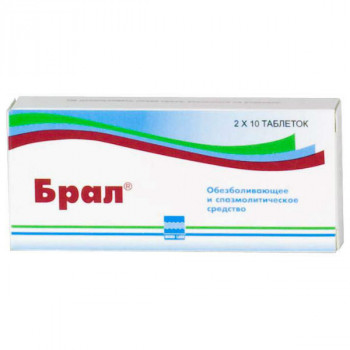 2 X 10 ТАБЛЕТОК
Брал®
Обезболивающее
и спазмолитическое
средство